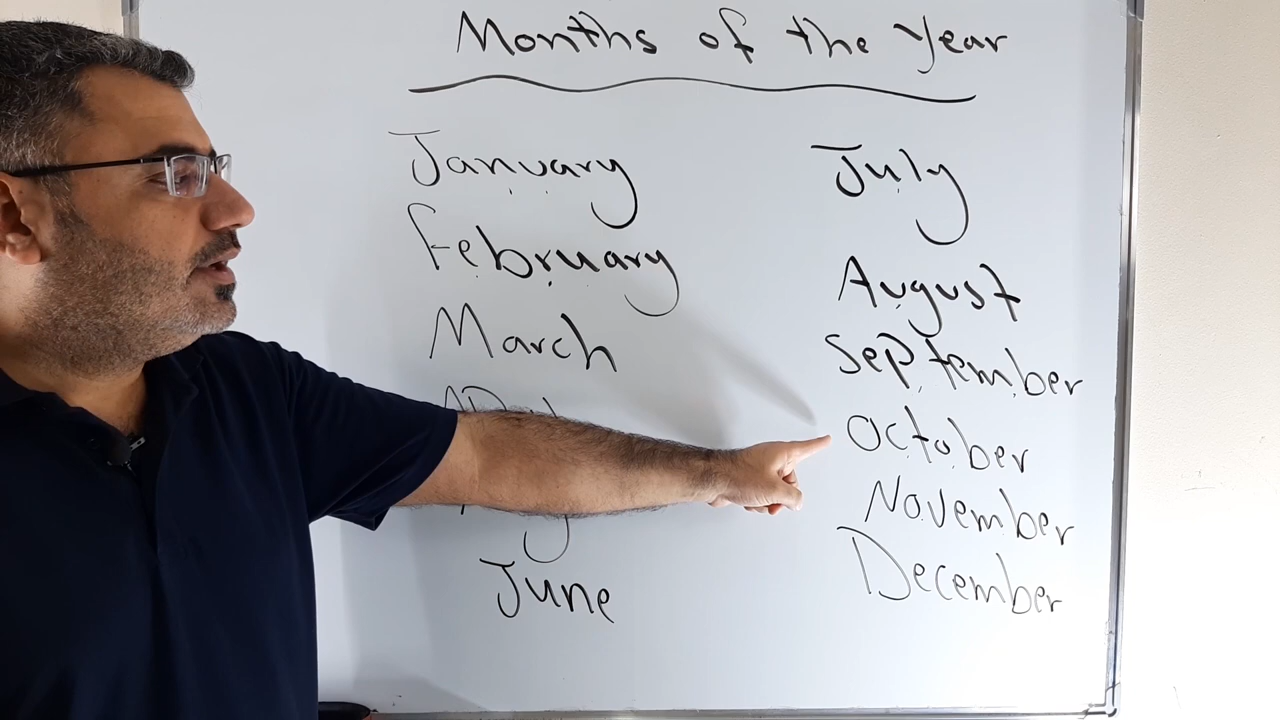 Months of the Year
January
February
March
June
July
August
September
October
November
December